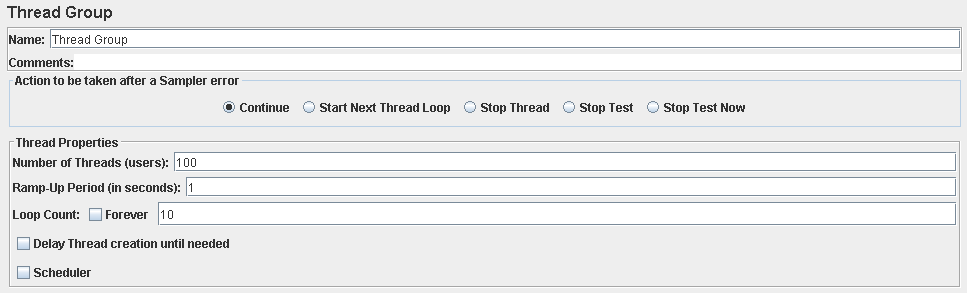 Thread Group
Name: Thread Group
Comments:
Action to be taken after a Sampler error
Continue Start Next Thread Loop Stop Thread Stop Test Stop Test Now
Thread Properties
Number of Threads (users): 100
Ramp-Up Period (in seconds): 1
Loop Count: Forever 10
Delay Thread creation until needed
Scheduler